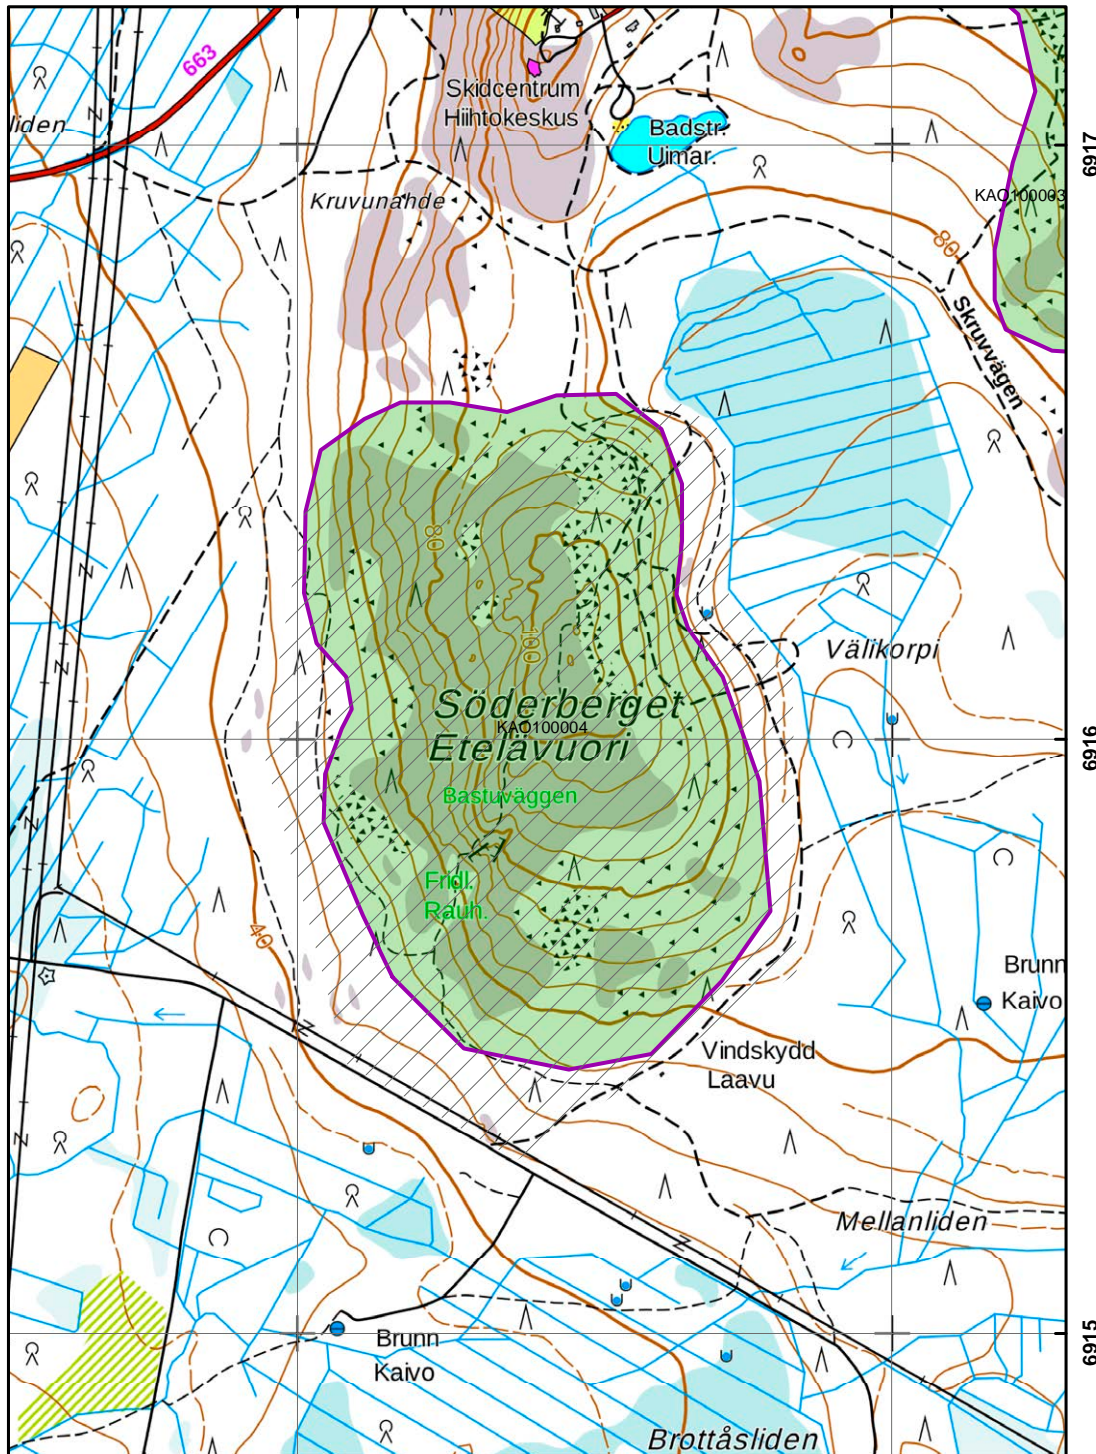 663
liden
Skidcentrum
Hiihtokeskus
Badstr.
Uimar.
6917
Kruvunahde
KAO100003
80
Skruvvägen
80
100
Välikorpi
Söderberget
KAO100004
Etelävuori
6916
Bastuväggen
Fridl.
Rauh.
40
Brunn
Kaivo
Vindskydd
Laavu
Mellanliden
Brunn
Kaivo
6915
Brottåsliden